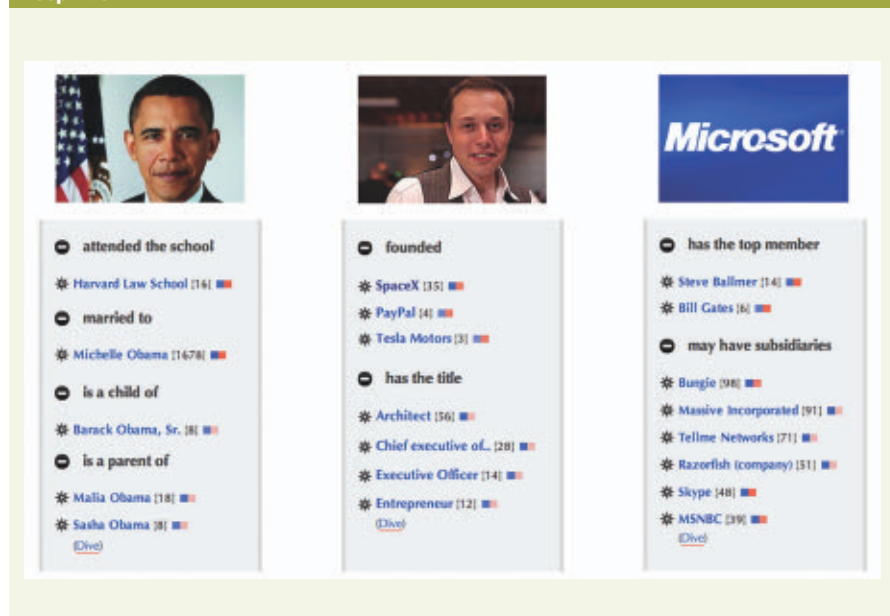 Microsoft
attended the school
Harvard Law School [16]
married to
Michelle Obama [1678]
is a child of
Barack Obama, Sr. [8]
is a parent of
Malia Obama [18]
Sasha Obama [8]
(Dive)
founded
SpaceX [35]
PayPal [4]
Tesla Motors [3]
has the title
Architect [56]
Chief executive of... [28]
Executive Officer [14]
Entrepreneur [12]
(Dive)
has the top member
Steve Ballmer [14]
Bill Gates [6]
may have subsidiaries
Bungie [98]
Massive Incorporated [91]
Tellme Networks [71]
Razorfish (company) [51]
Skype [48]
MSNBC [39]
(Dive)